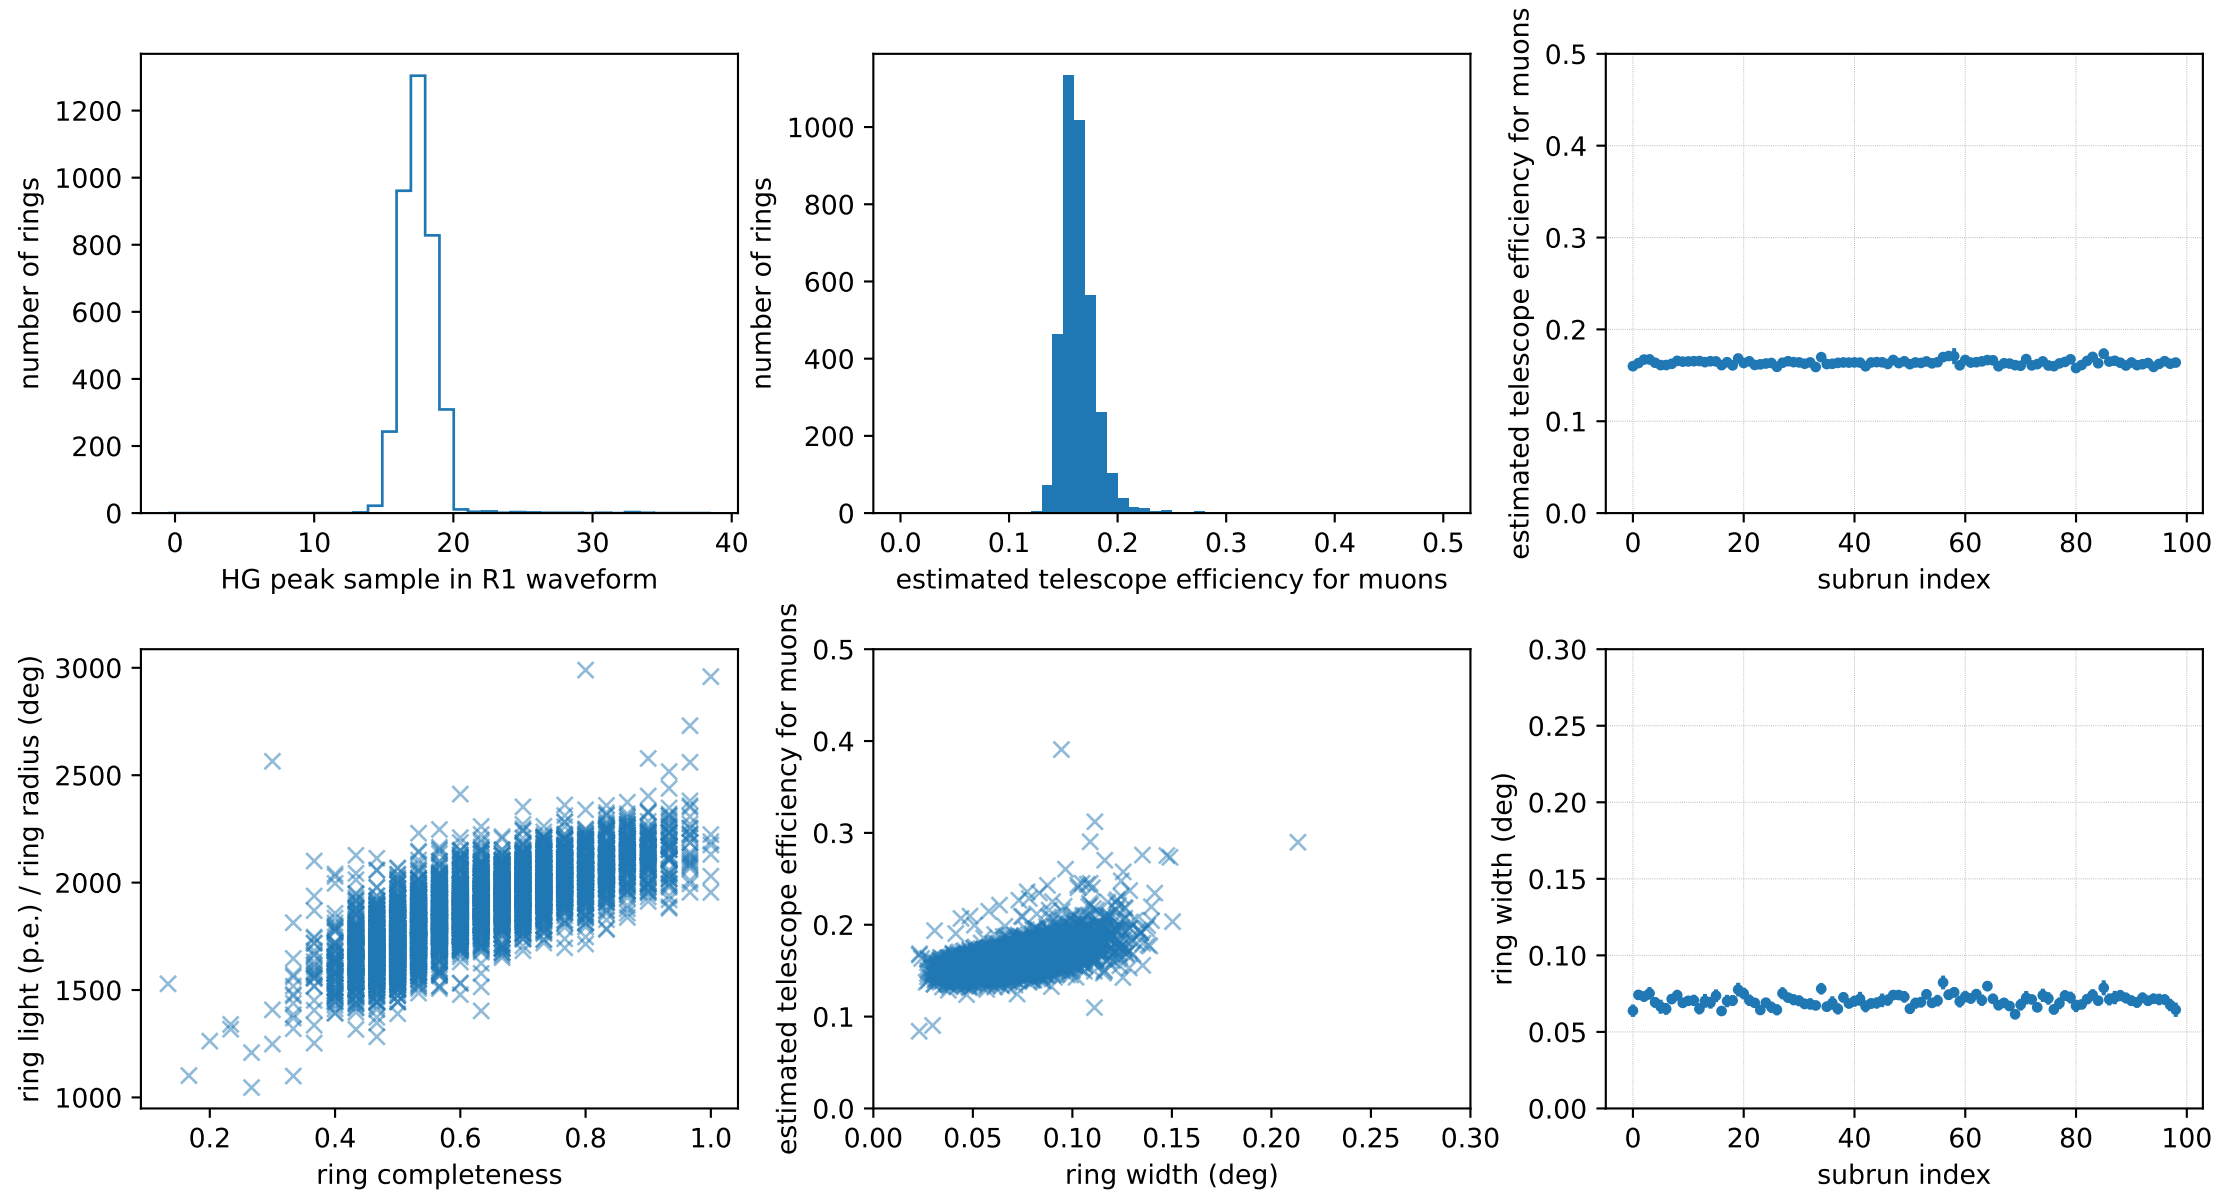 number of rings
1200
1000
800
600
400
200
0
0 10 20 30 40
HG peak sample in R1 waveform
number of rings
1000
800
600
400
200
0
0.0 0.1 0.2 0.3 0.4 0.5
estimated telescope efficiency for muons
estimated telescope efficiency for muons
0.5
0.4
0.3
0.2
0.1
0.0
0 20 40 60 80 100
subrun index
ring light (p.e.) / ring radius (deg)
3000
2500
2000
1500
1000
0.2 0.4 0.6 0.8 1.0
ring completeness
estimated telescope efficiency for muons
0.5
0.4
0.3
0.2
0.1
0.0
0.00 0.05 0.10 0.15 0.20 0.25 0.30
ring width (deg)
ring width (deg)
0.30
0.25
0.20
0.15
0.10
0.05
0.00
0 20 40 60 80 100
subrun index